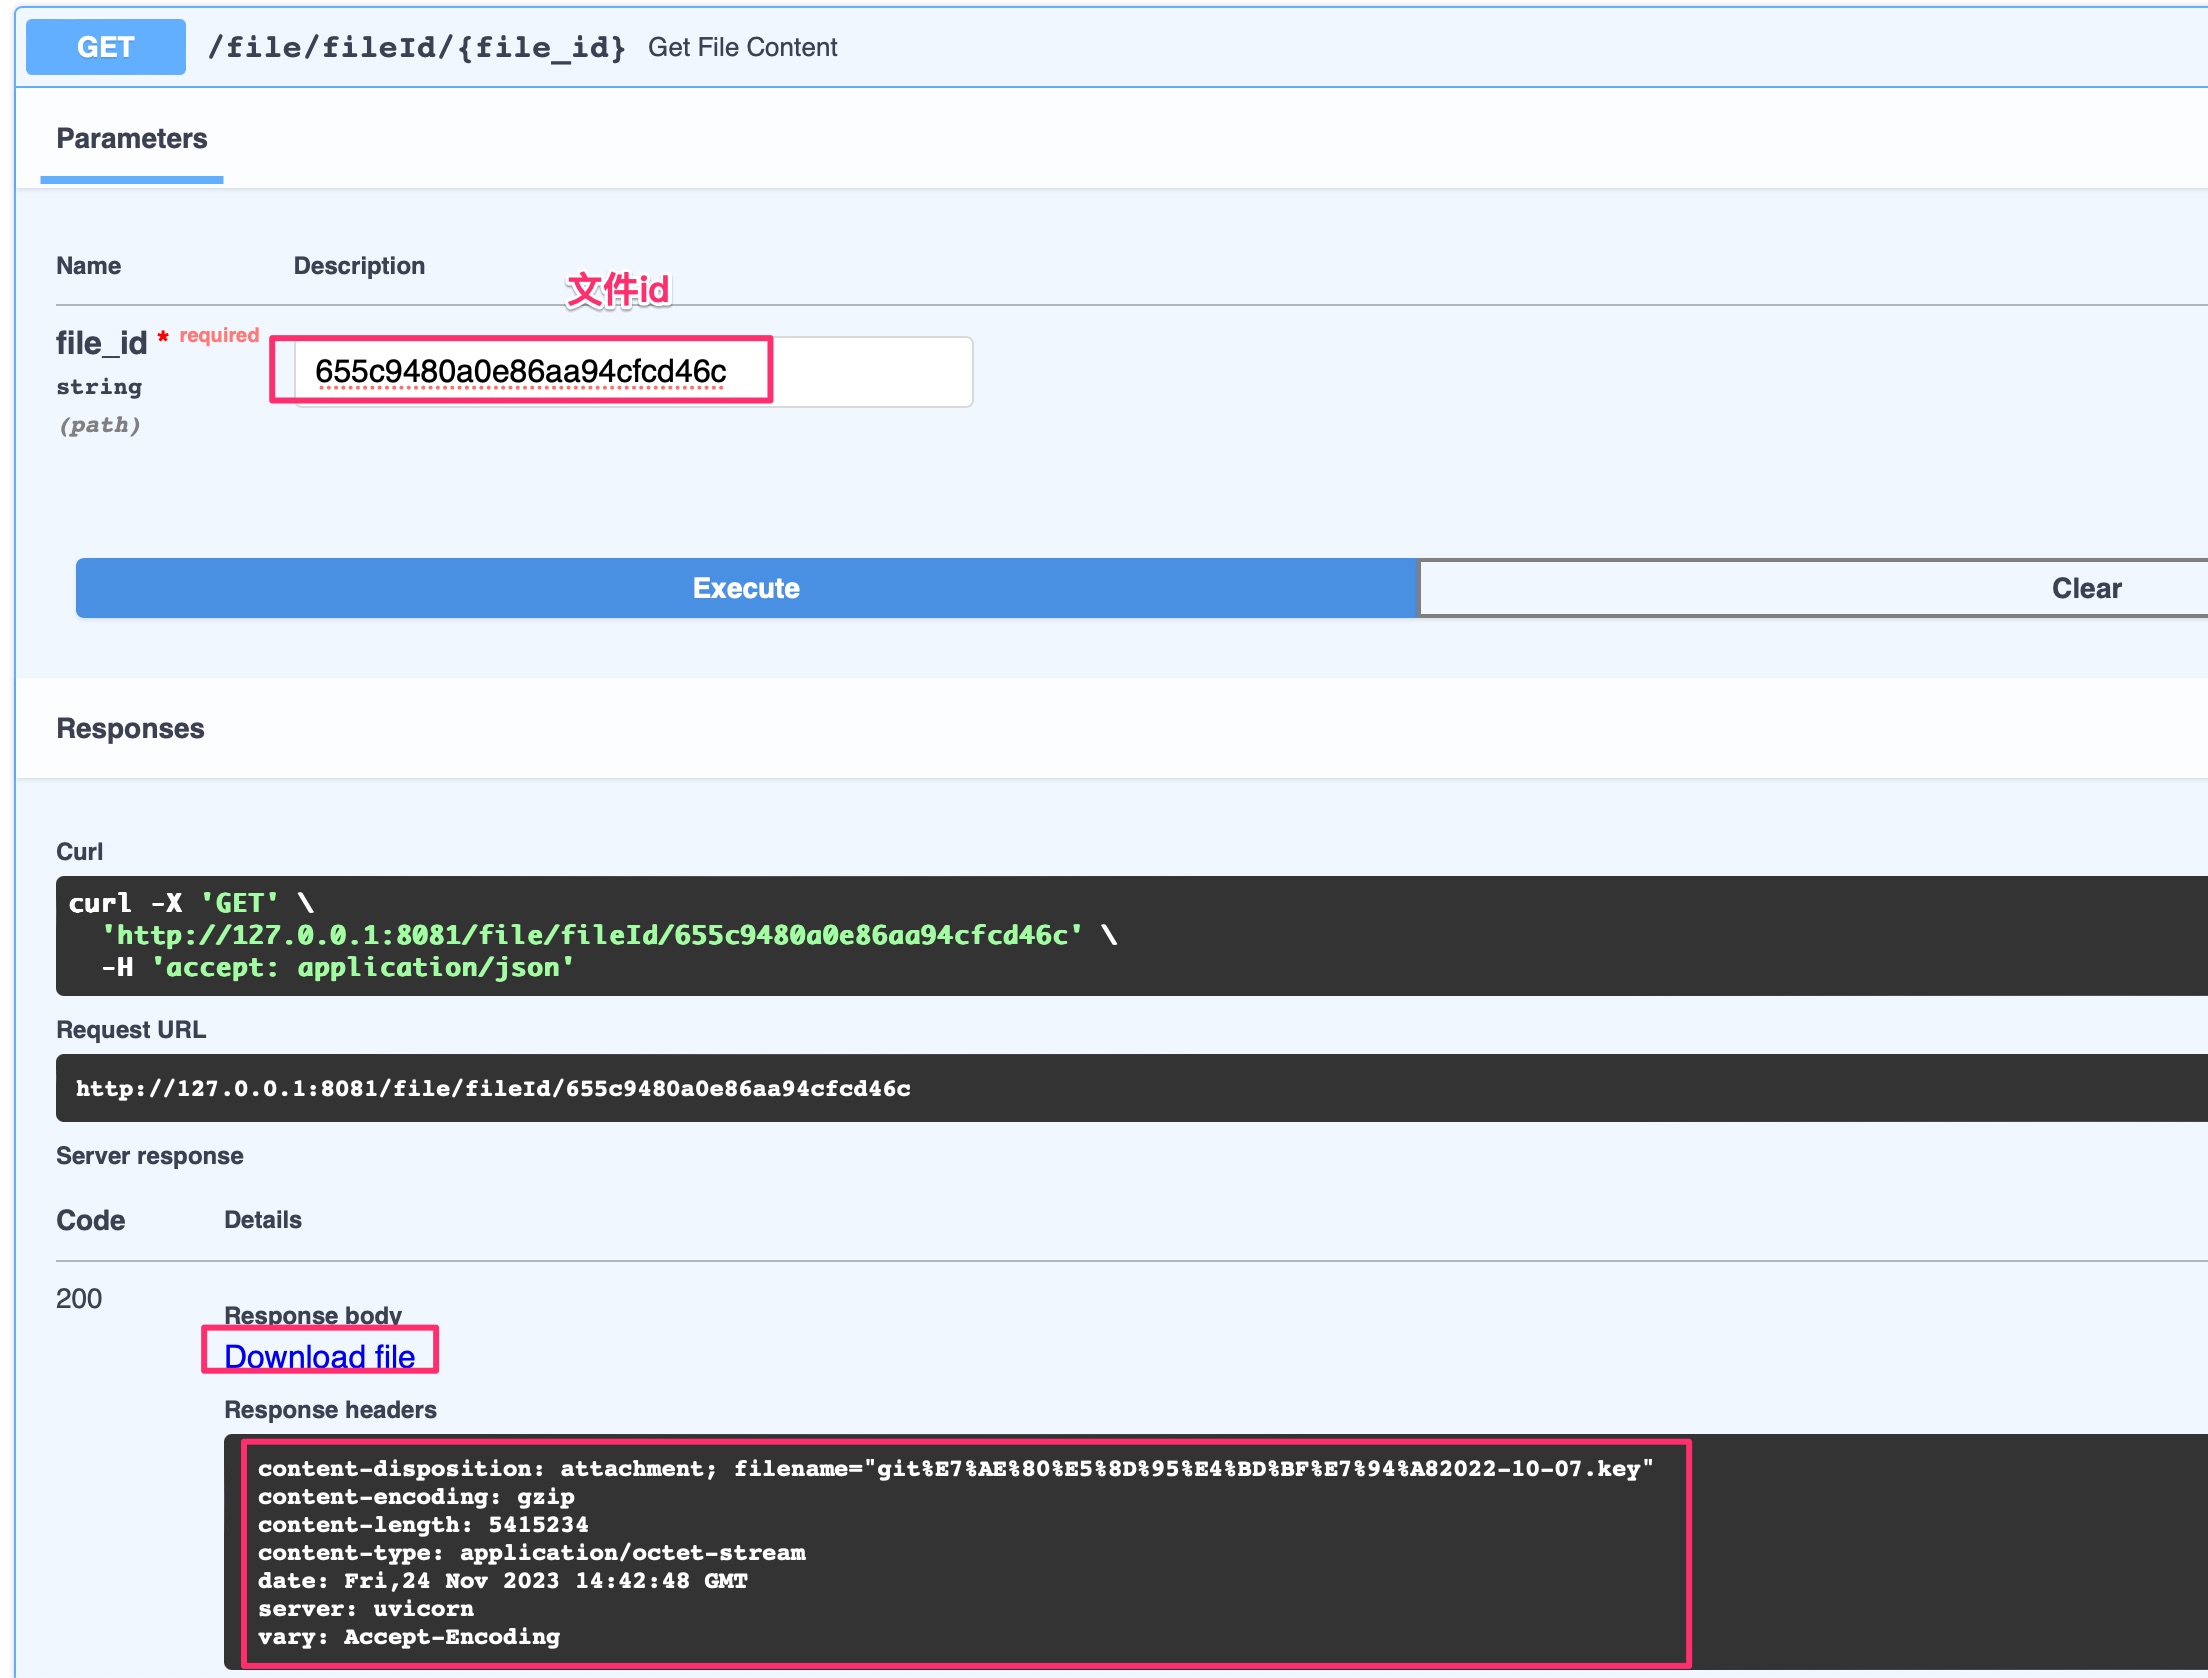 GET /file/fileId/{file_id} Get File Content
Parameters
Name Description
文件id
file_id * required
655c9480a0e86aa94cfcd46c
string
(path)
Execute Clear
Responses
Curl
curl -X 'GET' \
'http://127.0.0.1:8081/file/fileId/655c9480a0e86aa94cfcd46c' \
-H 'accept: application/json'
Request URL
http://127.0.0.1:8081/file/fileId/655c9480a0e86aa94cfcd46c
Server response
Code Details
200
Response body
Download file
Response headers
content-disposition: attachment; filename="git%E7%AE%80%E5%8D%95%E4%BD%BF%E7%94%A82022-10-07.key"
content-encoding: gzip
content-length: 5415234
content-type: application/octet-stream
date: Fri,24 Nov 2023 14:42:48 GMT
server: uvicorn
vary: Accept-Encoding